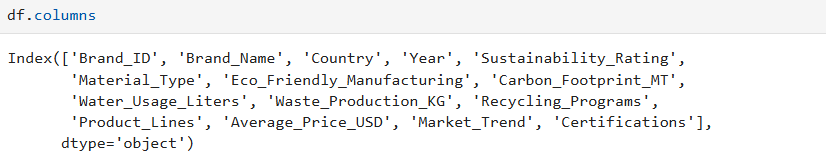 df.columns
Index(['Brand_ID', 'Brand_Name', 'Country', 'Year', 'Sustainability_Rating',
'Material_Type', 'Eco_Friendly_Manufacturing', 'Carbon_Footprint_MT',
'Water_Usage_Liters', 'Waste_Production_KG', 'Recycling_Programs',
'Product_Lines', 'Average_Price_USD', 'Market_Trend', 'Certifications'],
dtype='object')